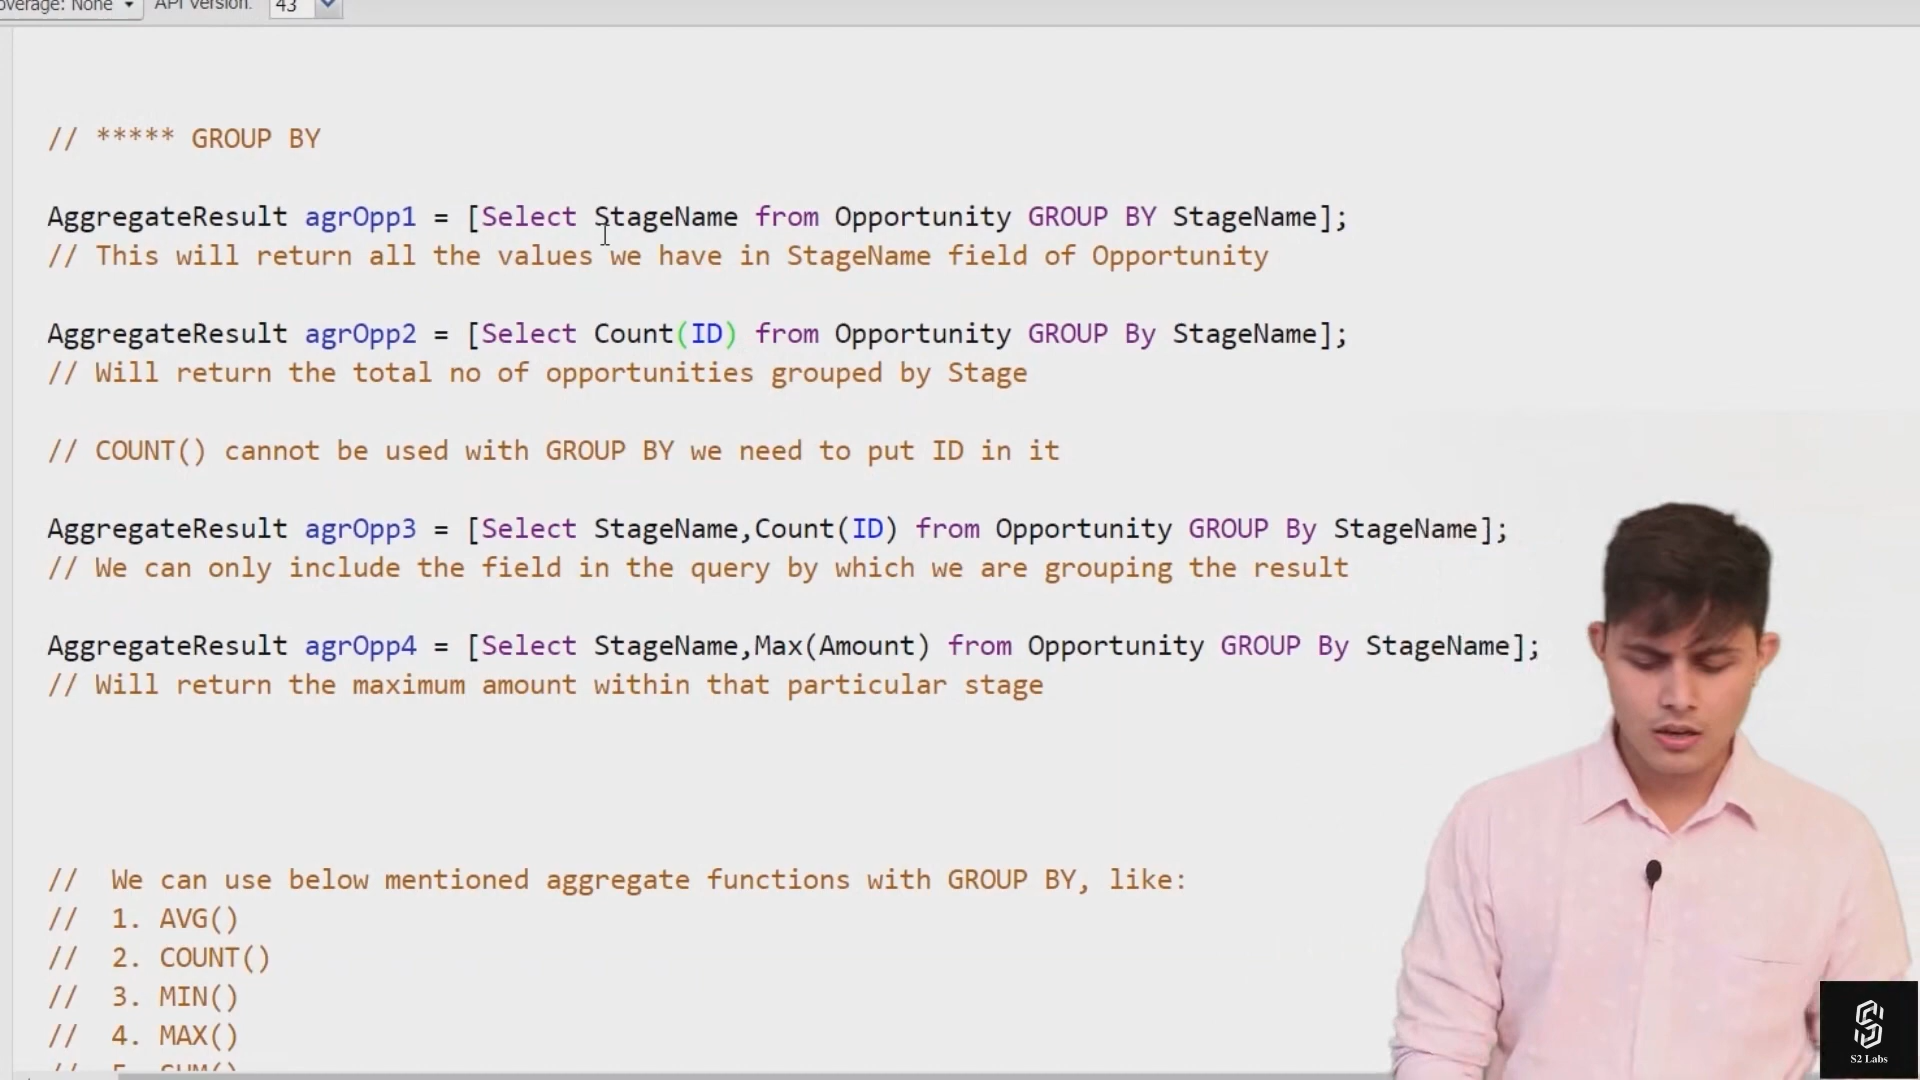 overage: None API Version: 43
// ***** GROUP BY
AggregateResult agrOpp1 = [Select StageName from Opportunity GROUP BY StageName];
// This will return all the values we have in StageName field of Opportunity
AggregateResult agrOpp2 = [Select Count(ID) from Opportunity GROUP By StageName];
// Will return the total no of opportunities grouped by Stage
// COUNT() cannot be used with GROUP BY we need to put ID in it
AggregateResult agrOpp3 = [Select StageName,Count(ID) from Opportunity GROUP By StageName];
// We can only include the field in the query by which we are grouping the result
AggregateResult agrOpp4 = [Select StageName,Max(Amount) from Opportunity GROUP By StageName];
// Will return the maximum amount within that particular stage
// We can use below mentioned aggregate functions with GROUP BY, like:
// 1. AVG()
// 2. COUNT()
// 3. MIN()
// 4. MAX()
// 5. SUM()
S2 Labs